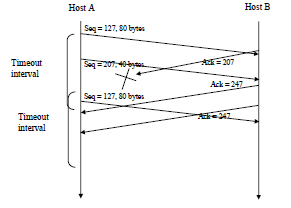 Host A
Host B
Seq = 127, 80 bytes
Ack = 207
Seq = 207, 40 bytes
Timeout
interval
Ack = 247
Seq = 127, 80 bytes
Timeout
interval
Ack = 247